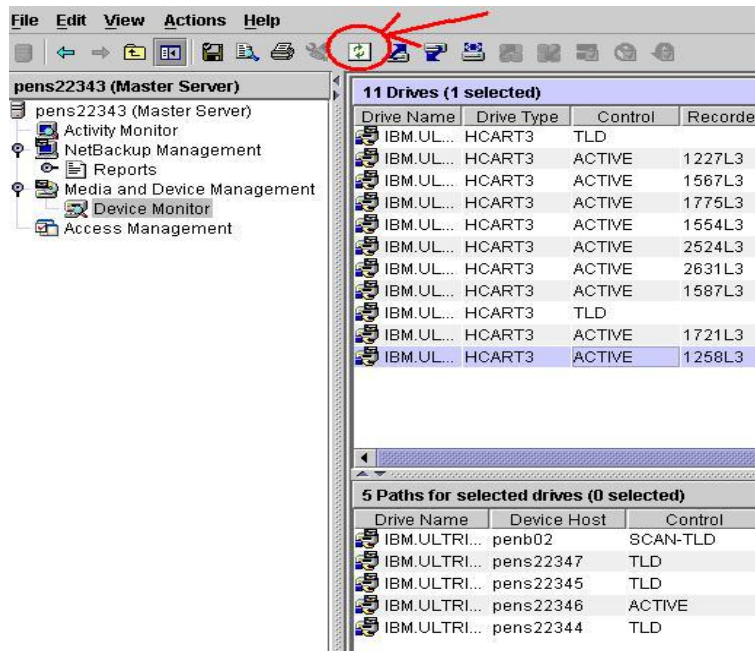 File Edit View Actions Help
pens22343 (Master Server)
pens22343 (Master Server)
Activity Monitor
NetBackup Management
Reports
Media and Device Management
Device Monitor
Access Management
11 Drives (1 selected)
Drive Name Drive Type Control Recorde
IBM.UL... HCART3 TLD
IBM.UL... HCART3 ACTIVE 1227L3
IBM.UL... HCART3 ACTIVE 1567L3
IBM.UL... HCART3 ACTIVE 1775L3
IBM.UL... HCART3 ACTIVE 1554L3
IBM.UL... HCART3 ACTIVE 2524L3
IBM.UL... HCART3 ACTIVE 2631L3
IBM.UL... HCART3 ACTIVE 1587L3
IBM.UL... HCART3 TLD
IBM.UL... HCART3 ACTIVE 1721L3
IBM.UL... HCART3 ACTIVE 1258L3
5 Paths for selected drives (0 selected)
Drive Name Device Host Control
IBM.ULTRI... penb02 SCAN-TLD
IBM.ULTRI... pens22347 TLD
IBM.ULTRI... pens22345 TLD
IBM.ULTRI... pens22346 ACTIVE
IBM.ULTRI... pens22344 TLD